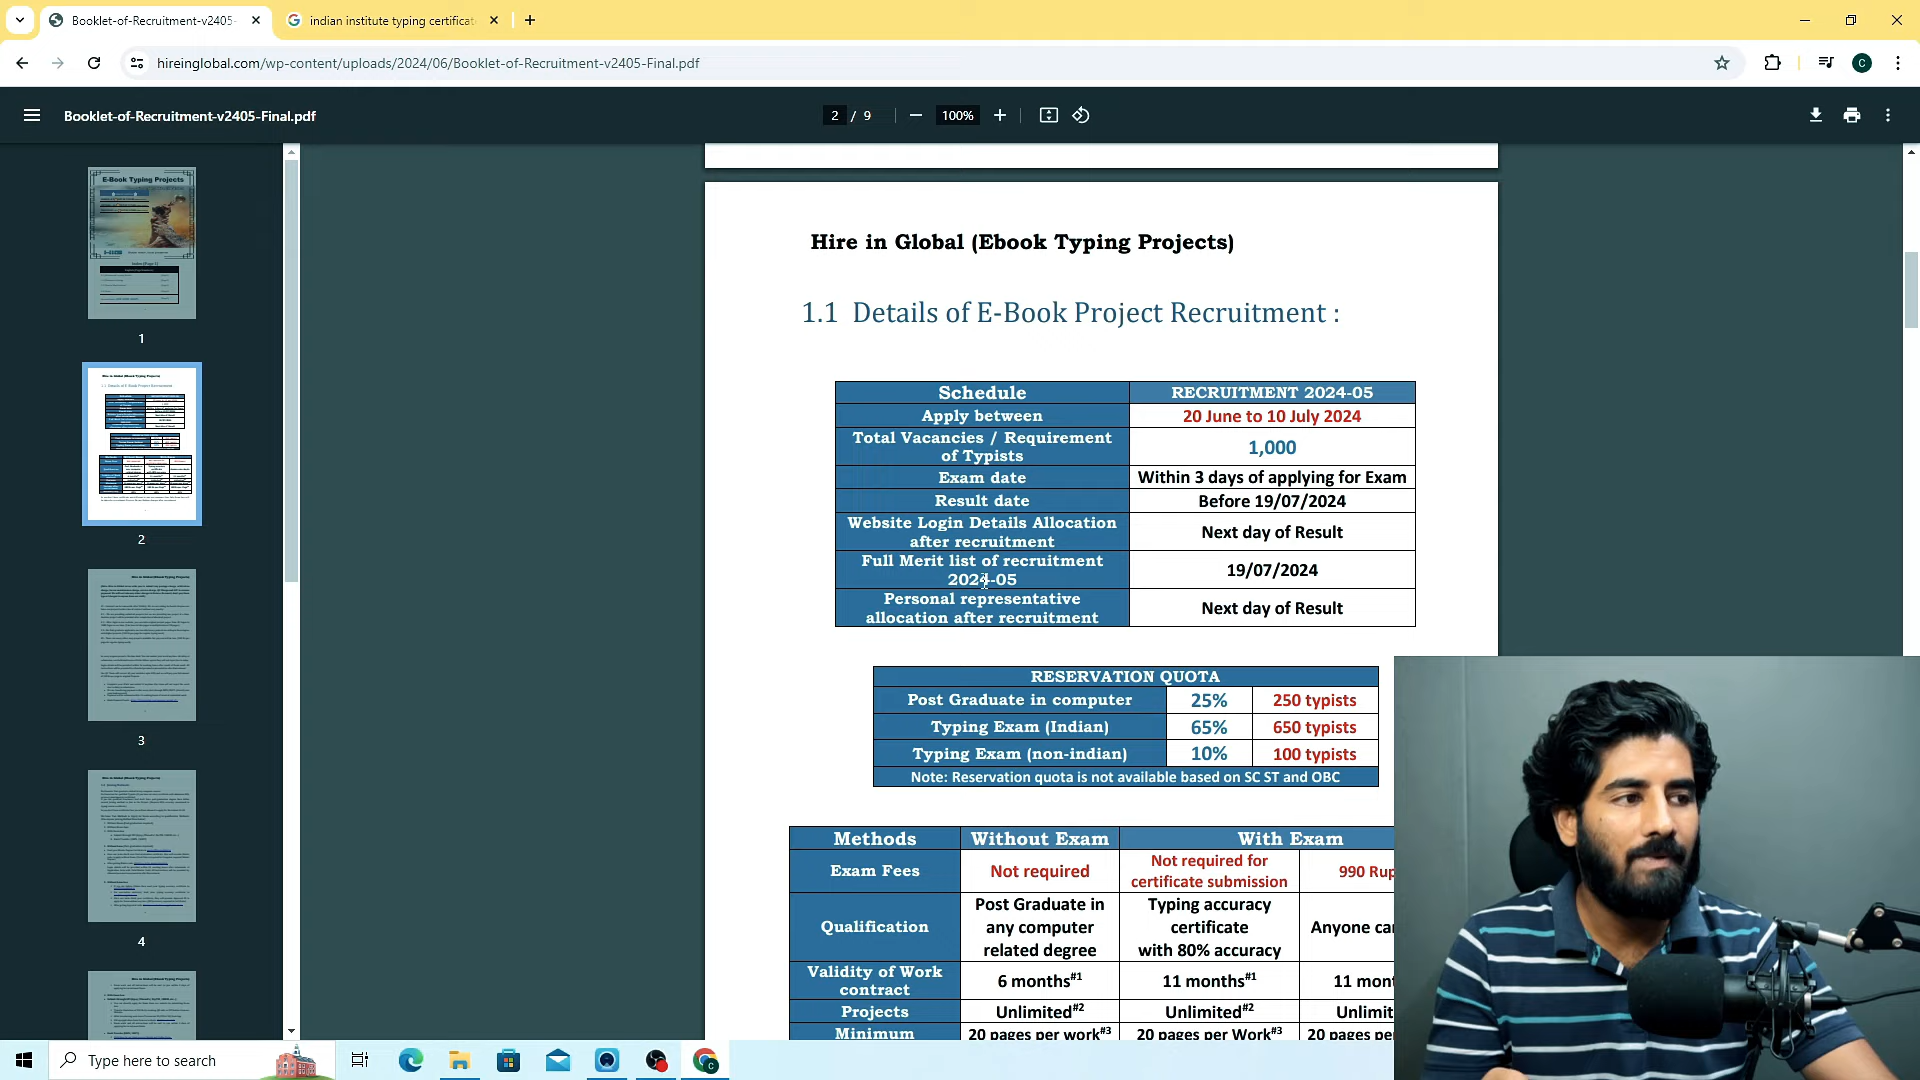 Booklet-of-Recruitment-v2405-
indian institute typing certificat
hireinglobal.com/wp-content/uploads/2024/06/Booklet-of-Recruitment-v2405-Final.pdf
C
Booklet-of-Recruitment-v2405-Final.pdf
2 / 9
100%
E-Book Typing Projects
1
2
3
4
Hire in Global (Ebook Typing Projects)
1.1 Details of E-Book Project Recruitment :
Schedule RECRUITMENT 2024-05
Apply between 20 June to 10 July 2024
Total Vacancies / Requirement
of Typists 1,000
Exam date Within 3 days of applying for Exam
Result date Before 19/07/2024
Website Login Details Allocation
after recruitment Next day of Result
Full Merit list of recruitment
2024-05 19/07/2024
Personal representative
allocation after recruitment Next day of Result
RESERVATION QUOTA
Post Graduate in computer 25% 250 typists
Typing Exam (Indian) 65% 650 typists
Typing Exam (non-indian) 10% 100 typists
Note: Reservation quota is not available based on SC ST and OBC
Methods Without Exam With Exam
Exam Fees Not required Not required for
certificate submission 990 Rup
Qualification Post Graduate in
any computer
related degree Typing accuracy
certificate
with 80% accuracy Anyone ca
Validity of Work
contract 6 months#1 11 months#1 11 mont
Projects Unlimited#2 Unlimited#2 Unlimit
Minimum 20 pages per work#3 20 pages per Work#3 20 pages pe
Type here to search
C